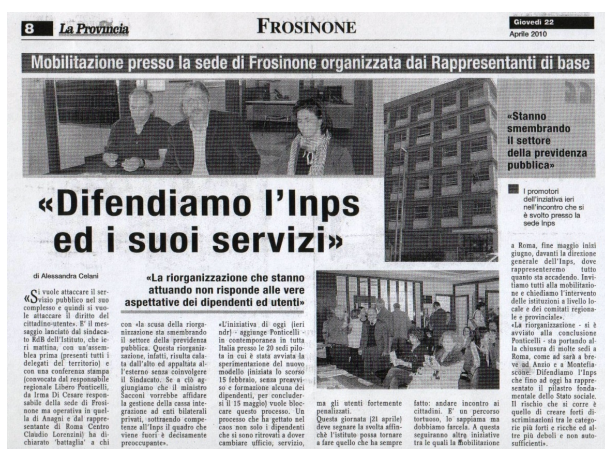 8 La Provincia
FROSINONE
Giovedì 22
Aprile 2010
Mobilitazione presso la sede di Frosinone organizzata dai Rappresentanti di base
«Stanno
smembrando
il settore
della previdenza
pubblica»
I promotori
dell'inziativa ieri
nell'incontro che si
è svolto presso la
sede Inps
«Difendiamo l'Inps
ed i suoi servizi»
di Alessandra Celani
«Si vuole attaccare il ser-
vizio pubblico nel suo
complesso e quindi si vuo-
le attaccare il diritto del
cittadino-utente». E' il mes-
saggio lanciato dal sindaca-
to RdB dell'Istituto, che ie-
ri mattina, con un'assem-
blea prima (presenti tutti i
delegati del territorio) e
una conferenza stampa
(convocata dal responsabile
regionale Libero Ponticelli,
da Irma Di Cesare respon-
sabile della sede di Frosi-
none ma operativa in quel-
la di Anagni e dal rappre-
sentante di Roma Centro
Claudio Lorenzini) ha di-
chiarato 'battaglia' a chi
«La riorganizzazione che stanno
attuando non risponde alle vere
aspettative dei dipendenti ed utenti»
con «la scusa della riorga-
nizzazione sta smembrando
il settore della previdenza
pubblica. Questa riorganiz-
zazione, infatti, risulta cala-
ta dall'alto ed appaltata al-
l'esterno senza coinvolgere
il Sindacato. Se a ciò ag-
giungiamo che il ministro
Sacconi vorrebbe affidare
la gestione della cassa inte-
grazione ad enti bilaterali
privati, sottraendo compe-
tenze all'Inps il quadro che
viene fuori è decisamente
preoccupante».
«L'iniziativa di oggi (ieri
ndr) - aggiunge Ponticelli -
in contemporanea in tutta
Italia presso le 20 sedi pilo-
ta in cui è stata avviata la
sperimentazione del nuovo
modello (iniziata lo scorso
15 febbraio, senza preavvi-
so e formazione alcuna dei
dipendenti, per concluder-
si il 15 maggio) vuole bloc-
care questo processo. Un
processo che ha gettato nel
caos non solo i dipendenti
che si sono ritrovati a dover
cambiare ufficio, servizio,
ma gli utenti fortemente
penalizzati.
Questa giornata (21 aprile)
deve segnare la svolta affin-
chè l'istituto possa tornare
a fare quello che ha sempre
fatto: andare incontro ai
cittadini. E' un percorso
tortuoso, lo sappiamo ma
dobbiamo farcela. A questa
seguiranno altre iniziative
tra le quali la mobilitazione
a Roma, fine maggio inizi
giugno, davanti la direzione
generale dell'Inps, dove
rappresenteremo tutto
quanto sta accadendo. Invi-
tiamo tutti alla mobilitazio-
ne e chiediamo l'intervento
delle istituzioni a livello lo-
cale e dei comitati regiona-
le e provinciale».
«La riorganizzazione - si è
avviato alla conclusione
Ponticelli - sta portando al-
la chiusura di molte sedi a
Roma, come ad sarà a bre-
ve ad Anzio e a Montefia-
scone. Difendiamo l'Inps
che fino ad oggi ha rappre-
sentato il pilastro fonda-
mentale dello Stato sociale.
Il rischio che si corre è
quello di creare forti di-
scriminazioni tra le catego-
rie più forti e ricche ed al-
tre più deboli e non auto-
sufficienti».